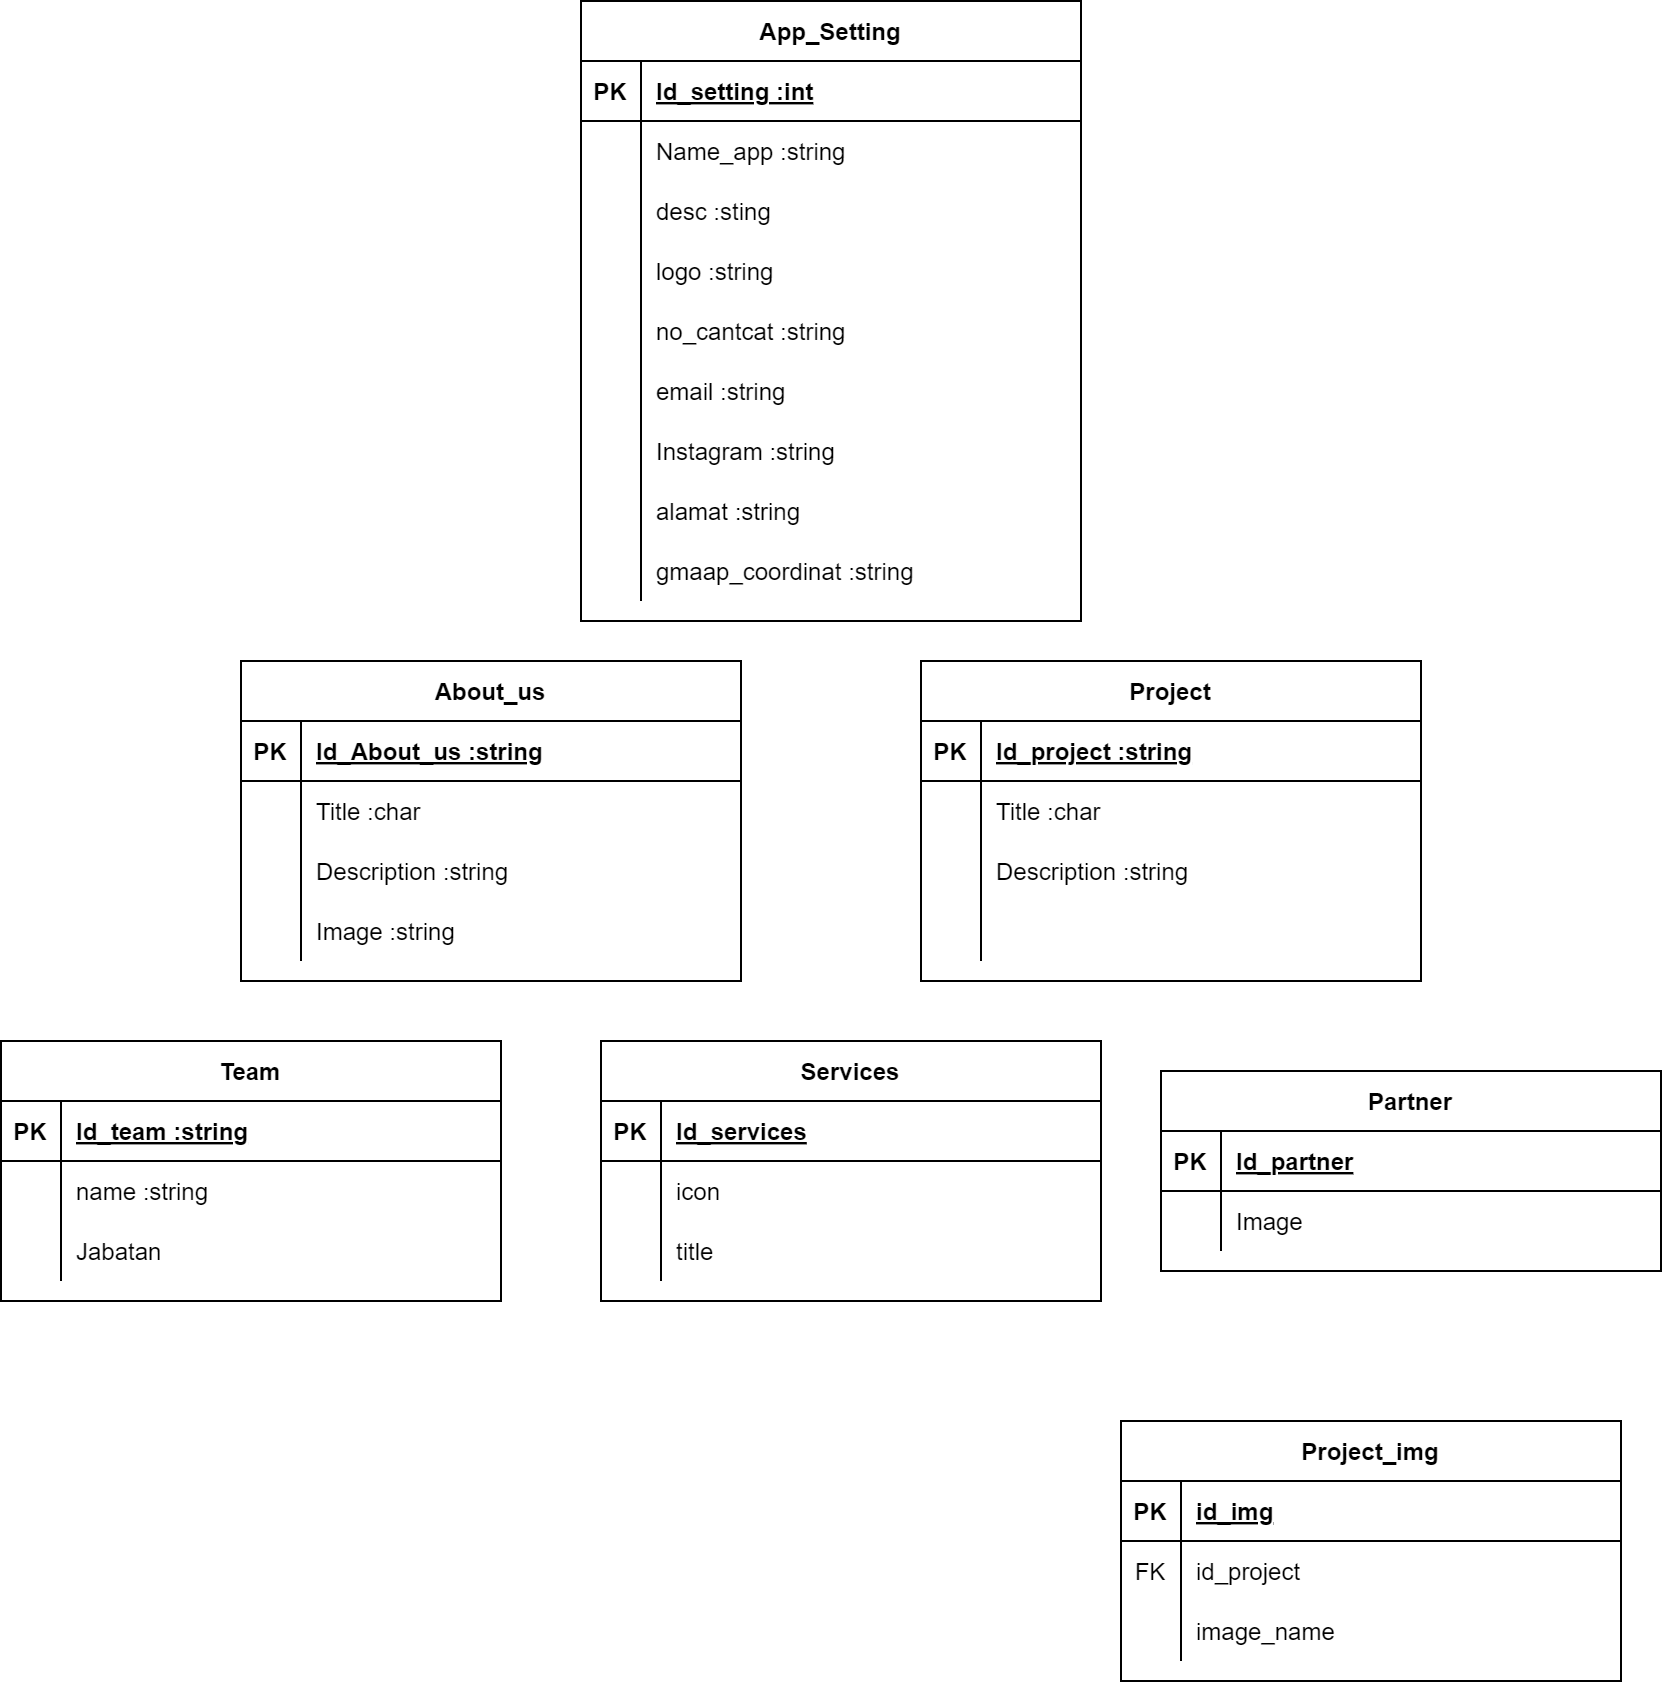 App_Setting
PK Id_setting :int
Name_app :string
desc :sting
logo :string
no_cantcat :string
email :string
Instagram :string
alamat :string
gmaap_coordinat :string
About_us
PK Id_About_us :string
Title :char
Description :string
Image :string
Project
PK Id_project :string
Title :char
Description :string
Team
PK Id_team :string
name :string
Jabatan
Services
PK Id_services
icon
title
Partner
PK Id_partner
Image
Project_img
PK id_img
FK id_project
image_name